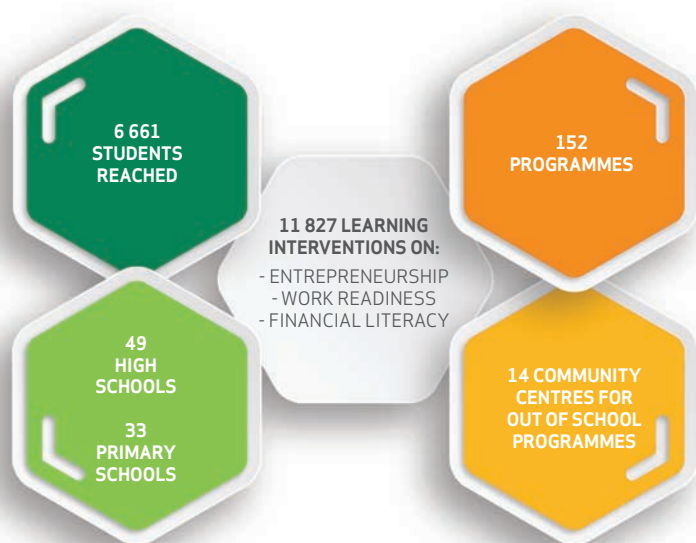 6 661
STUDENTS
REACHED
152
PROGRAMMES
11 827 LEARNING
INTERVENTIONS ON:
- ENTREPRENEURSHIP
- WORK READINESS
- FINANCIAL LITERACY
49
HIGH
SCHOOLS
33
PRIMARY
SCHOOLS
14 COMMUNITY
CENTRES FOR
OUT OF SCHOOL
PROGRAMMES